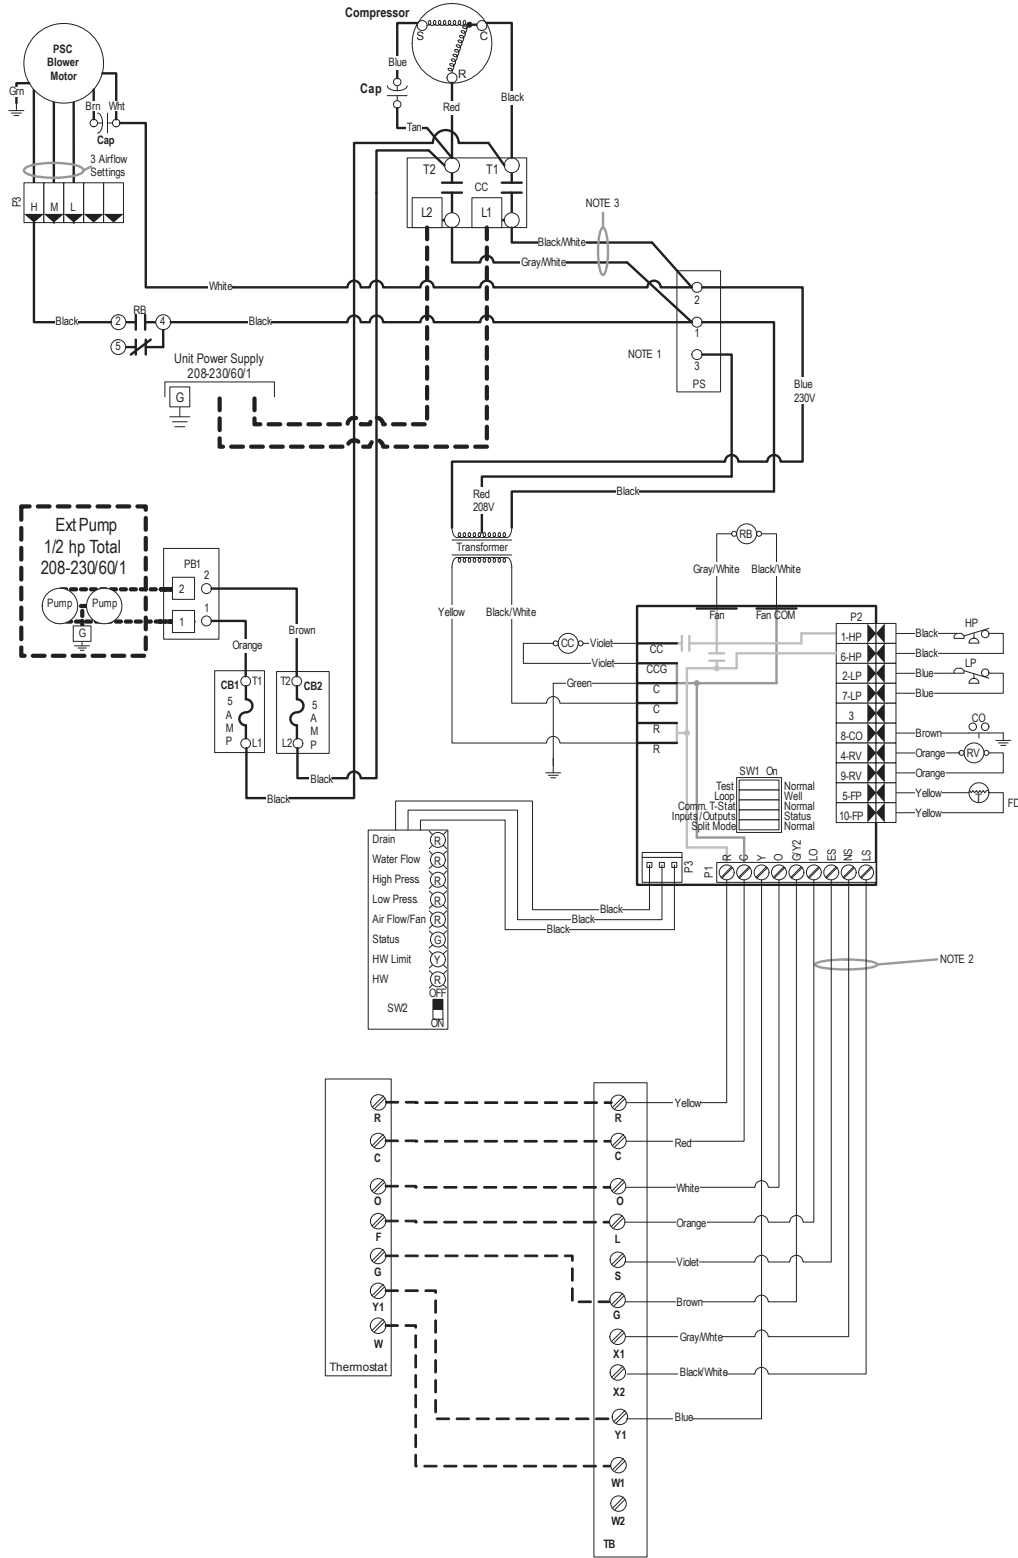 Compressor
S
C
R
Blue
Cap
Red
Black
Tan
PSC
Blower
Motor
Grn
Brn
Wht
Cap
3 Airflow
Settings
P3
H
M
L
T2
T1
CC
L2
L1
NOTE 3
Black/White
Gray/White
White
2
1
NOTE 1
3
PS
Black
2
RB
4
Black
5
Unit Power Supply
208-230/60/1
G
Blue
230V
Red
208V
Black
Transformer
Yellow
Black/White
Ext Pump
1/2 hp Total
208-230/60/1
Pump
Pump
G
PB1
2
2
1
1
Orange
Brown
CB1
T1
5
A
M
P
L1
T2
CB2
5
A
M
P
L2
Black
Black
RB
Gray/White
Black/White
Fan
Fan COM
CC
Violet
CC
Violet
CCG
Green
C
C
R
R
P2
1-HP
Black
HP
6-HP
Black
2-LP
Blue
LP
7-LP
Blue
3
CO
8-CO
Brown
4-RV
Orange
RV
9-RV
Orange
5-FP
Yellow
FD
10-FP
Yellow
SW1 On
Test
Normal
Loop
Well
Comm. T-Stat
Normal
Inputs/Outputs
Status
Split Mode
Normal
P3
P1
R
C
Y
O
G/Y2
LO
ES
NS
LS
Drain
R
Water Flow
R
High Press.
R
Low Press.
R
Air Flow/Fan
R
Status
G
HW Limit
Y
HW
R
OFF
SW2
ON
Black
Black
Black
NOTE 2
R
C
O
F
G
Y1
W
Thermostat
R
Yellow
C
Red
O
White
L
Orange
S
Violet
G
Brown
X1
Gray/Whte
X2
Black/White
Y1
Blue
W1
W2
TB